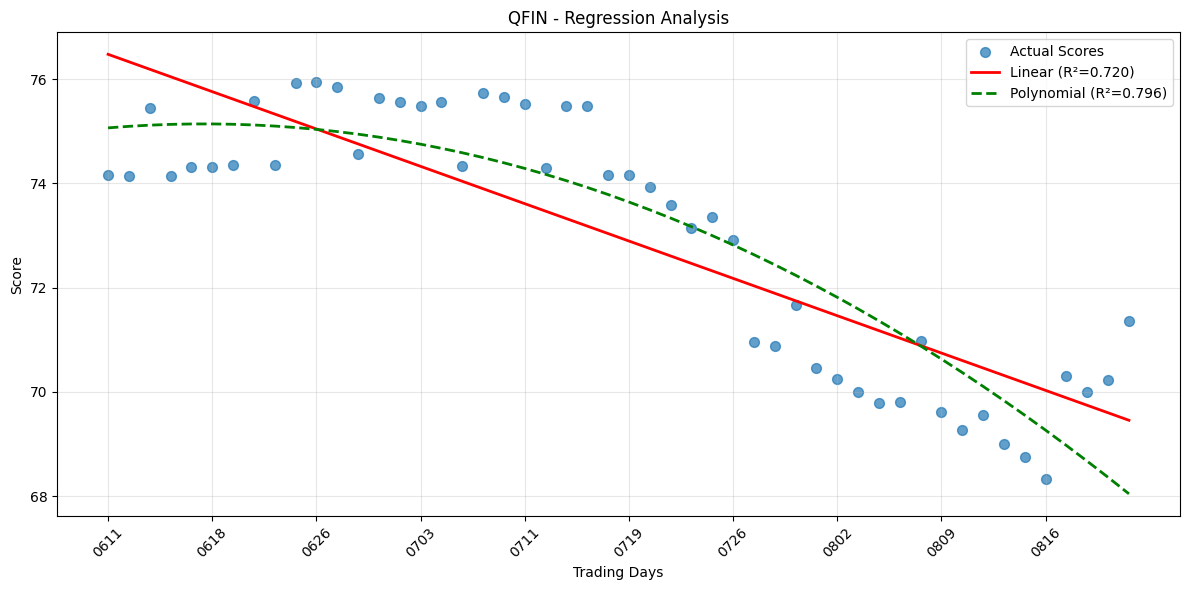 QFIN - Regression Analysis
Actual Scores
Linear (R²=0.720)
Polynomial (R²=0.796)
Score
76
74
72
70
68
0611
0618
0626
0703
0711
0719
0726
0802
0809
0816
Trading Days